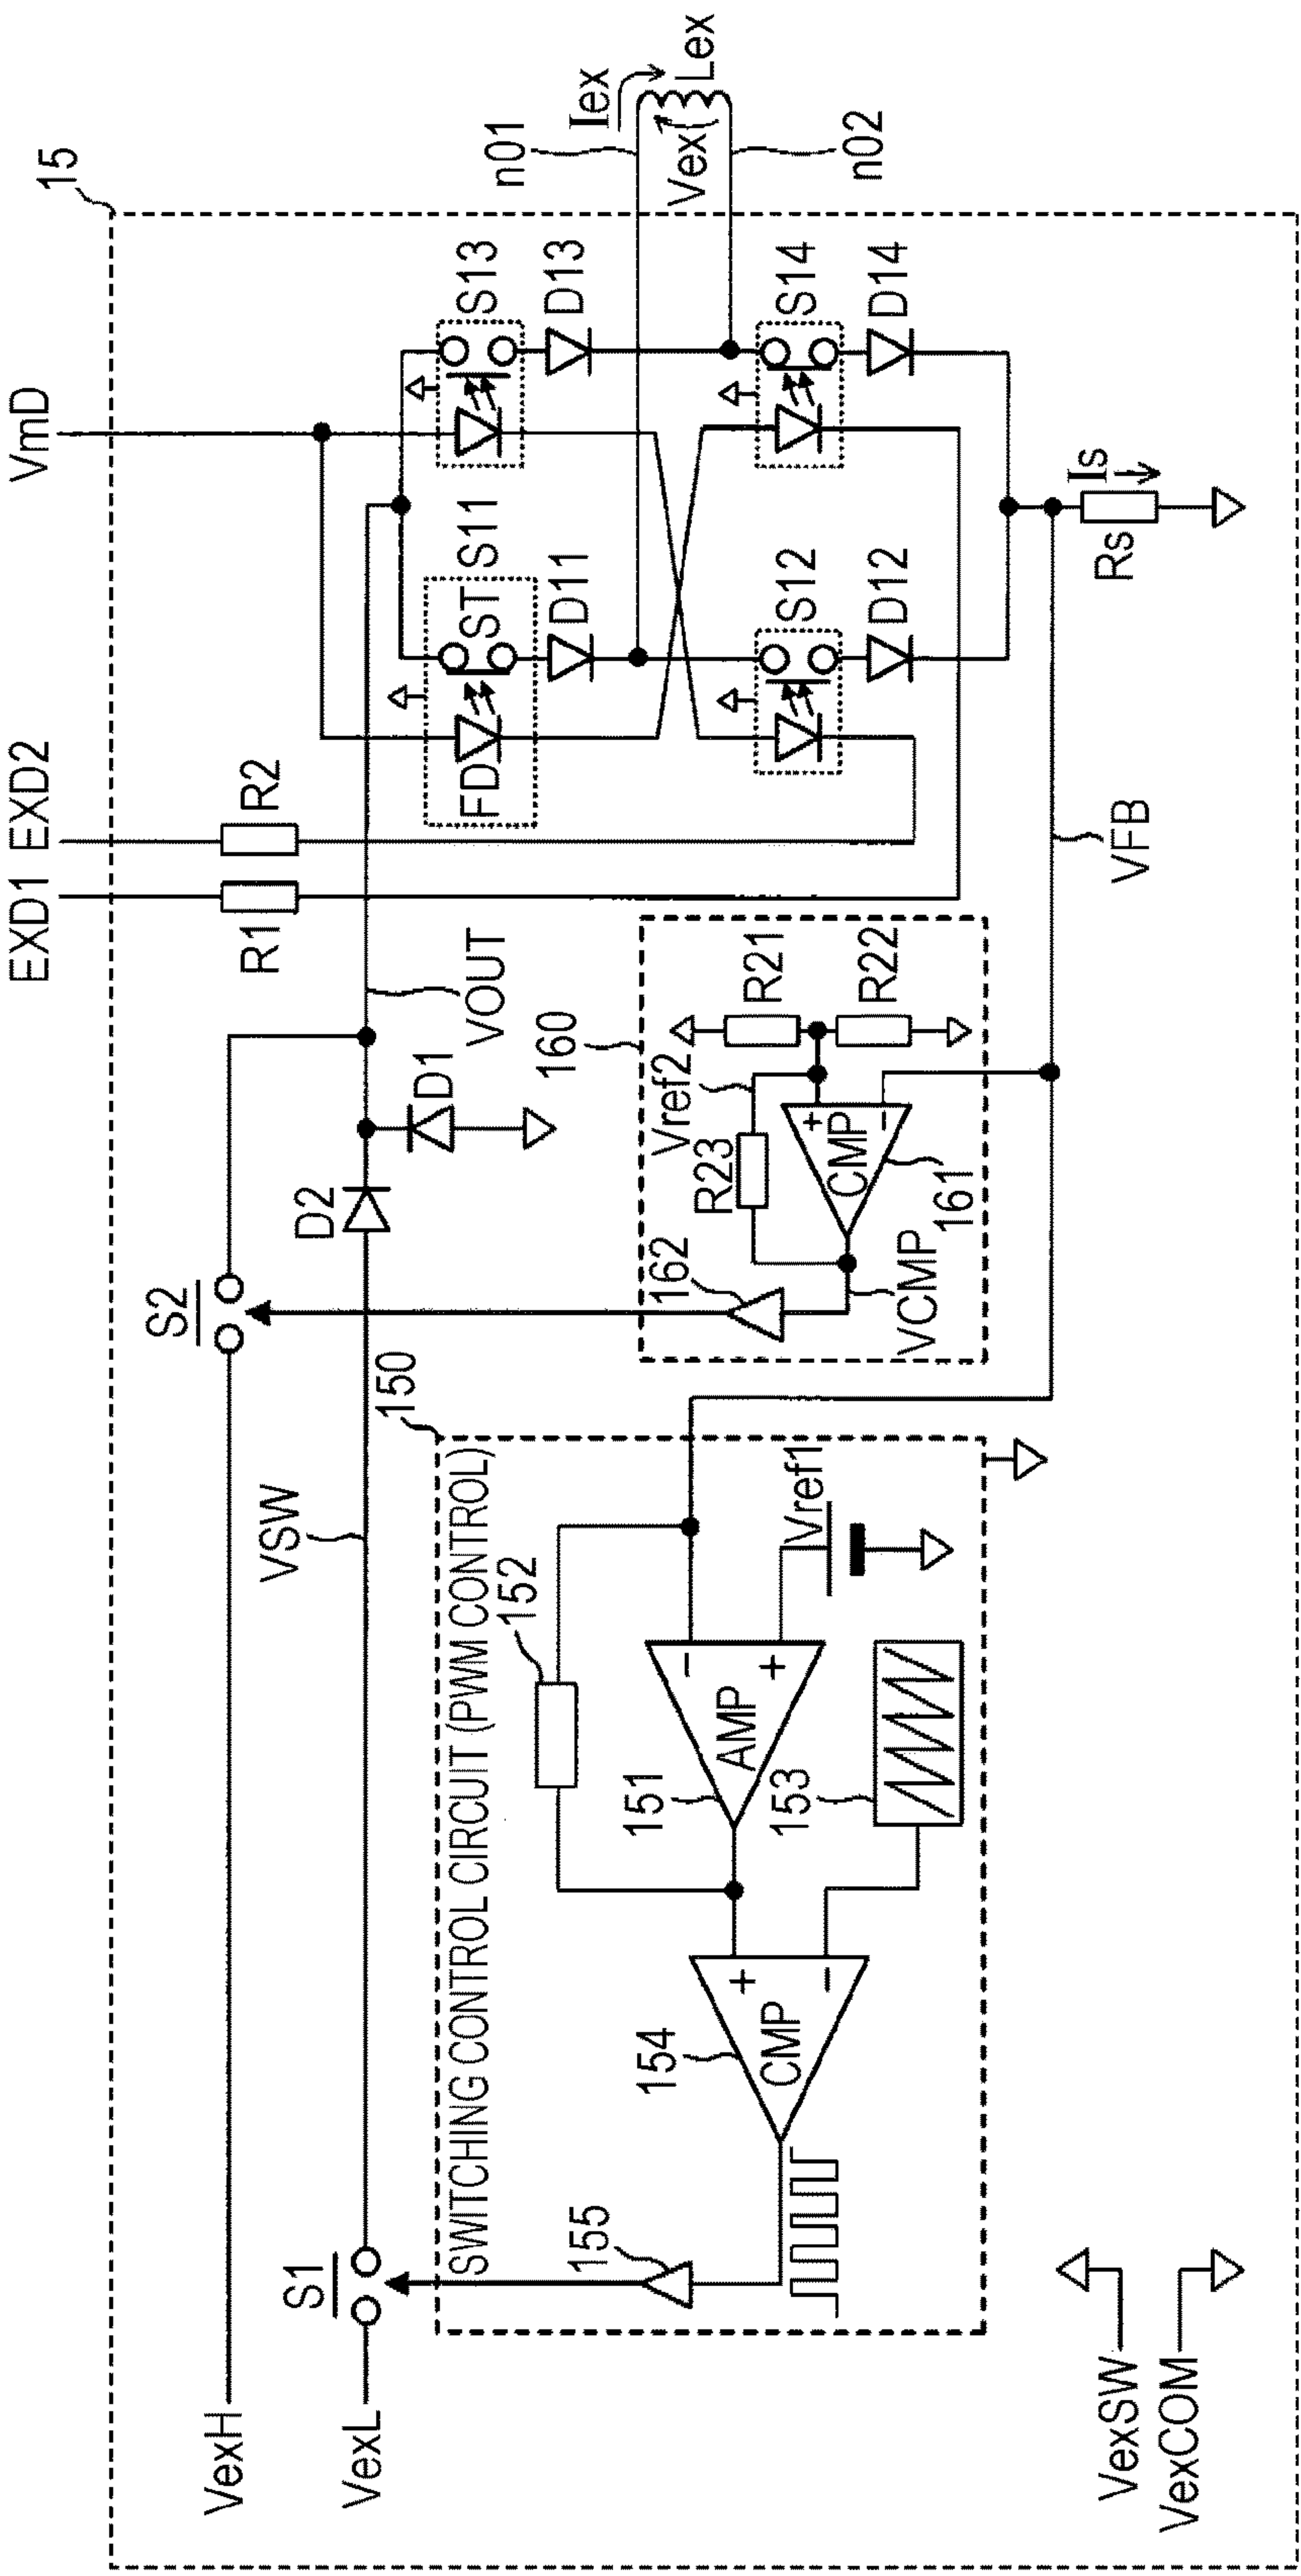 15
VmD
EXD1
EXD2
R1
R2
n01
Iex
Lex
Vex
n02
S11
ST
FD
D11
S13
D13
S12
D12
S14
D14
Is
Rs
VFB
VexH
VexL
S1
S2
VSW
D2
D1
VOUT
160
Vref2
R21
R22
R23
+
−
CMP
161
162
VCMP
150
SWITCHING CONTROL CIRCUIT (PWM CONTROL)
152
Vref1
−
+
AMP
151
153
+
−
CMP
154
155
VexSW
VexCOM